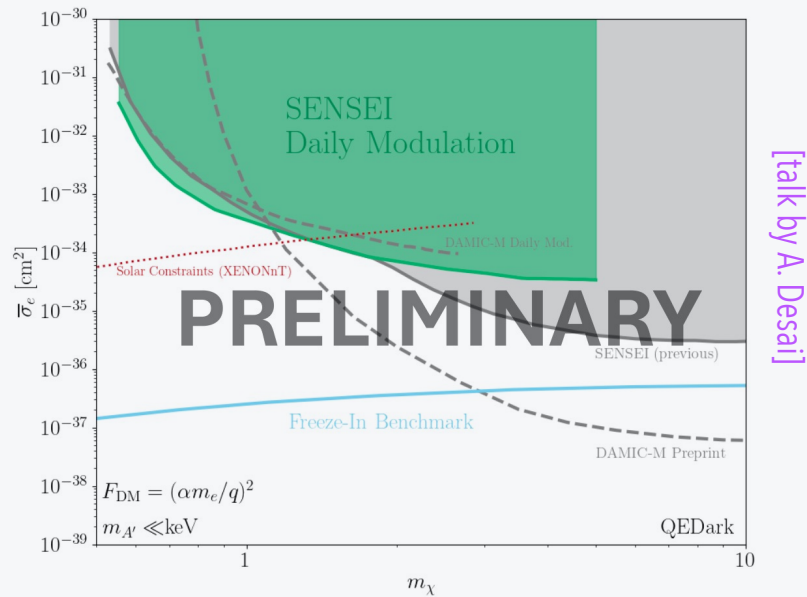 10⁻³⁰
10⁻³¹
10⁻³²
10⁻³³
10⁻³⁴
10⁻³⁵
10⁻³⁶
10⁻³⁷
10⁻³⁸
10⁻³⁹
σ̅ₑ [cm²]
SENSEI
Daily Modulation
DAMIC-M Daily Mod.
Solar Constraints (XENONnT)
PRELIMINARY
SENSEI (previous)
Freeze-In Benchmark
DAMIC-M Preprint
F_DM = (αmₑ/q)²
m_A′ ≪keV
QEDark
1
10
m_χ
[talk by A. Desai]